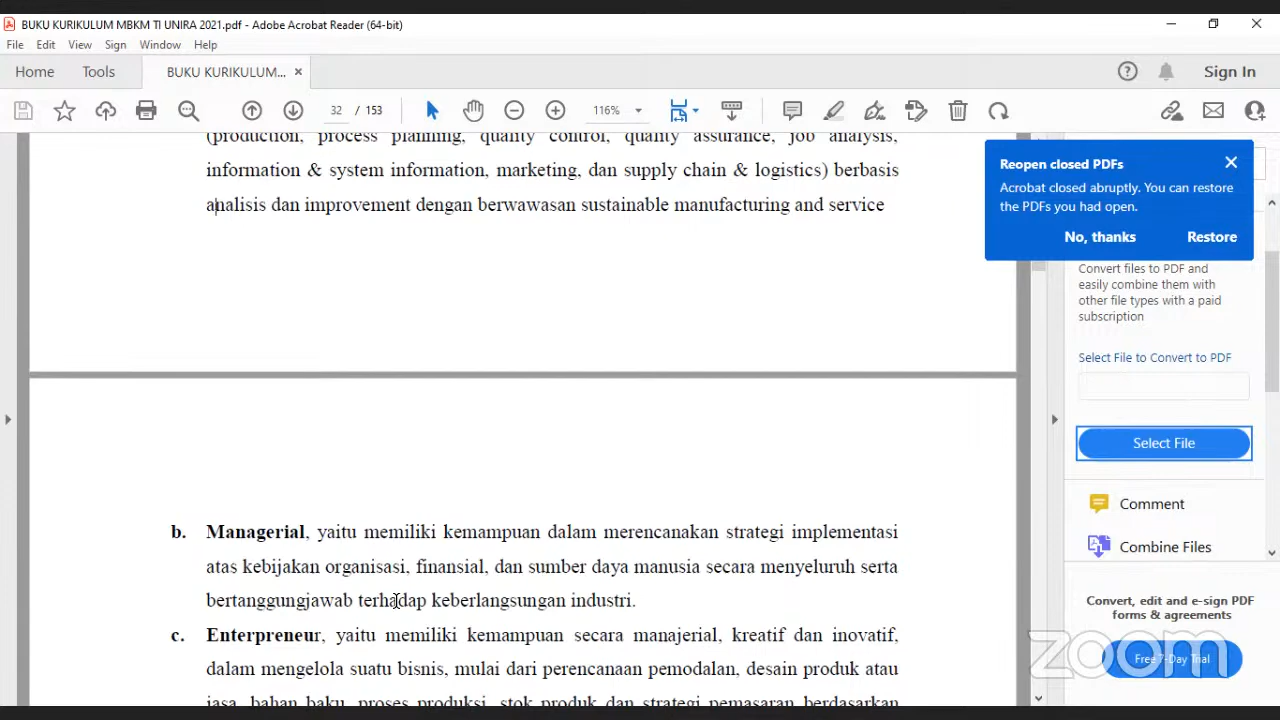 BUKU KURIKULUM MBKM TI UNIRA 2021.pdf - Adobe Acrobat Reader (64-bit)
File Edit View Sign Window Help
Home Tools BUKU KURIKULUM... × Sign In
32 / 153 116%
(production, process planning, quality control, quality assurance, job analysis,
information & system information, marketing, dan supply chain & logistics) berbasis
analisis dan improvement dengan berwawasan sustainable manufacturing and service
Reopen closed PDFs
Acrobat closed abruptly. You can restore
the PDFs you had open.
No, thanks Restore
Convert files to PDF and
easily combine them with
other file types with a paid
subscription
Select File to Convert to PDF
Select File
Comment
Combine Files
Convert, edit and e-sign PDF
forms & agreements
Free 7-Day Trial
zoom
b. Managerial, yaitu memiliki kemampuan dalam merencanakan strategi implementasi
atas kebijakan organisasi, finansial, dan sumber daya manusia secara menyeluruh serta
bertanggungjawab terhadap keberlangsungan industri.
c. Enterpreneur, yaitu memiliki kemampuan secara manajerial, kreatif dan inovatif,
dalam mengelola suatu bisnis, mulai dari perencanaan pemodalan, desain produk atau
jasa, bahan baku, proses produksi, stok produk dan strategi pemasaran berdasarkan